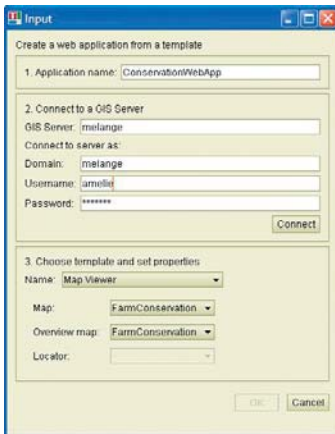 Input
Create a web application from a template
1. Application name: ConservationWebApp
2. Connect to a GIS Server
GIS Server: melange
Connect to server as:
Domain: melange
Username: amelie
Password: *******
Connect
3. Choose template and set properties
Name: Map Viewer
Map: FarmConservation
Overview map: FarmConservation
Locator:
OK Cancel